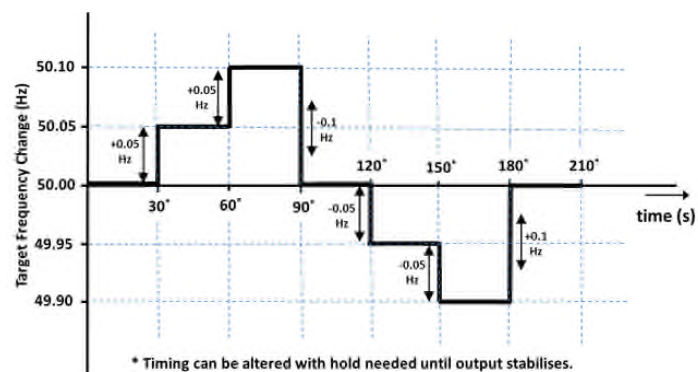 Target Frequency Change (Hz)
50.10
50.05
50.00
49.95
49.90
+0.05
Hz
+0.05
Hz
-0.1
Hz
30*
60*
90*
120*
150*
180*
210*
-0.05
Hz
-0.05
Hz
+0.1
Hz
time (s)
* Timing can be altered with hold needed until output stabilises.